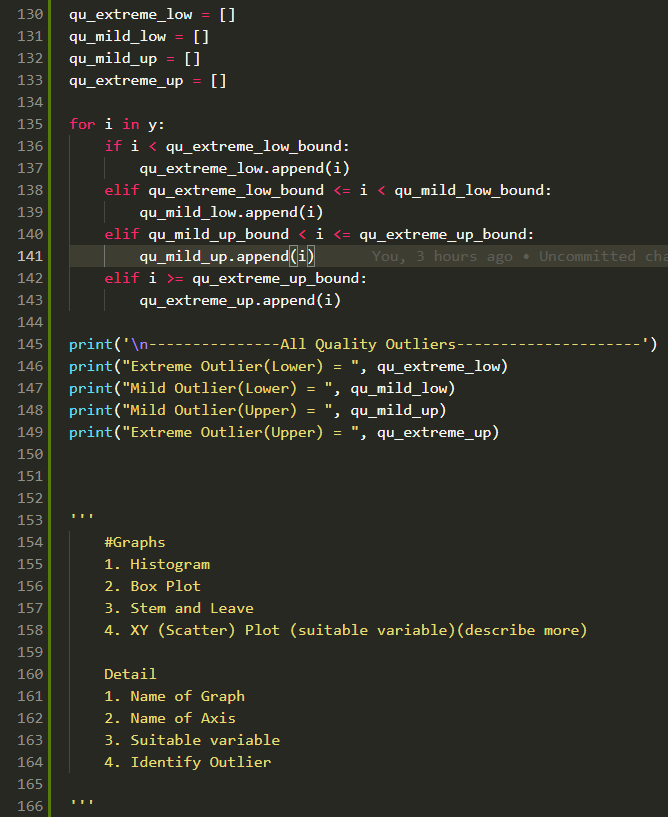 130 qu_extreme_low = []
131 qu_mild_low = []
132 qu_mild_up = []
133 qu_extreme_up = []
134
135 for i in y:
136     if i < qu_extreme_low_bound:
137         qu_extreme_low.append(i)
138     elif qu_extreme_low_bound <= i < qu_mild_low_bound:
139         qu_mild_low.append(i)
140     elif qu_mild_up_bound < i <= qu_extreme_up_bound:
141         qu_mild_up.append(i)     You, 3 hours ago • Uncommitted cha
142     elif i >= qu_extreme_up_bound:
143         qu_extreme_up.append(i)
144
145 print('\n---------------All Quality Outliers---------------------')
146 print("Extreme Outlier(Lower) = ", qu_extreme_low)
147 print("Mild Outlier(Lower) = ", qu_mild_low)
148 print("Mild Outlier(Upper) = ", qu_mild_up)
149 print("Extreme Outlier(Upper) = ", qu_extreme_up)
150
151
152
153 '''
154     #Graphs
155     1. Histogram
156     2. Box Plot
157     3. Stem and Leave
158     4. XY (Scatter) Plot (suitable variable)(describe more)
159
160     Detail
161     1. Name of Graph
162     2. Name of Axis
163     3. Suitable variable
164     4. Identify Outlier
165
166 '''